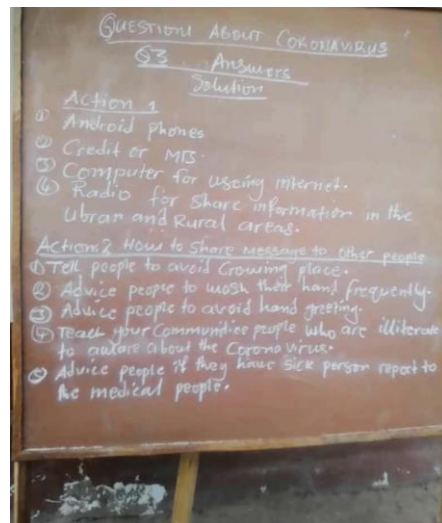 QUESTION ABOUT CORONAVIRUS
Q3 Answers
Solution
Action 1
① Android phones
② Credit or MB.
③ Computer for useing internet.
④ Radio for share information in the
Ubran and Rural areas.
Action:2 How to share message to other people
① Tell people to avoid Crowing place.
② Advice people to wash their hand frequently.
③ Advice people to avoid hand greeting.
④ Teach your Communities people who are illiterate
to aware about the Coronavirus.
⑤ Advice people if they have sick person report to
the medical people.